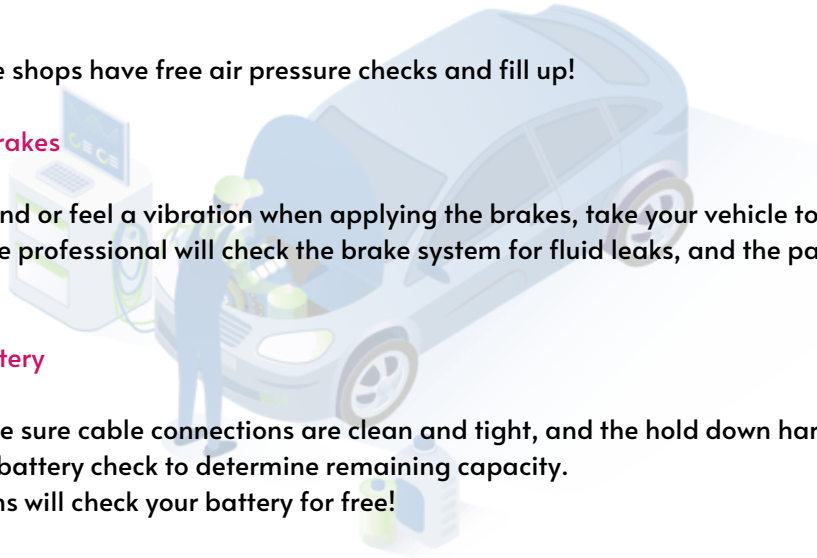 e shops have free air pressure checks and fill up!
rakes
nd or feel a vibration when applying the brakes, take your vehicle to
e professional will check the brake system for fluid leaks, and the pa
tery
e sure cable connections are clean and tight, and the hold down har
battery check to determine remaining capacity.
ns will check your battery for free!